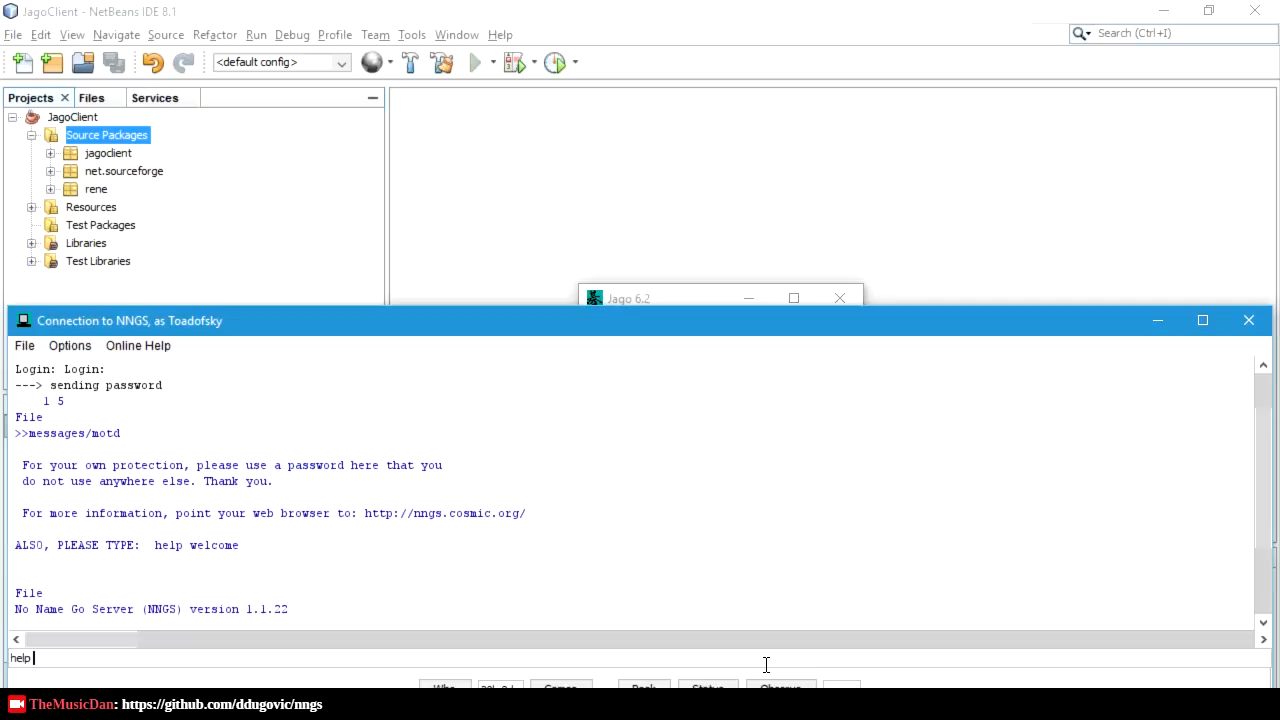 JagoClient - NetBeans IDE 8.1
File Edit View Navigate Source Refactor Run Debug Profile Team Tools Window Help
Search (Ctrl+I)
<default config>
Projects Files Services
JagoClient
Source Packages
jagoclient
net.sourceforge
rene
Resources
Test Packages
Libraries
Test Libraries
Jago 6.2
Connection to NNGS, as Toadofsky
File Options Online Help
Login: Login:
---> sending password
1 5
File
>>messages/motd
For your own protection, please use a password here that you
do not use anywhere else. Thank you.
For more information, point your web browser to: http://nngs.cosmic.org/
ALSO, PLEASE TYPE: help welcome
File
No Name Go Server (NNGS) version 1.1.22
help
Who Games Peek Status Observe
TheMusicDan: https://github.com/ddugovic/nngs